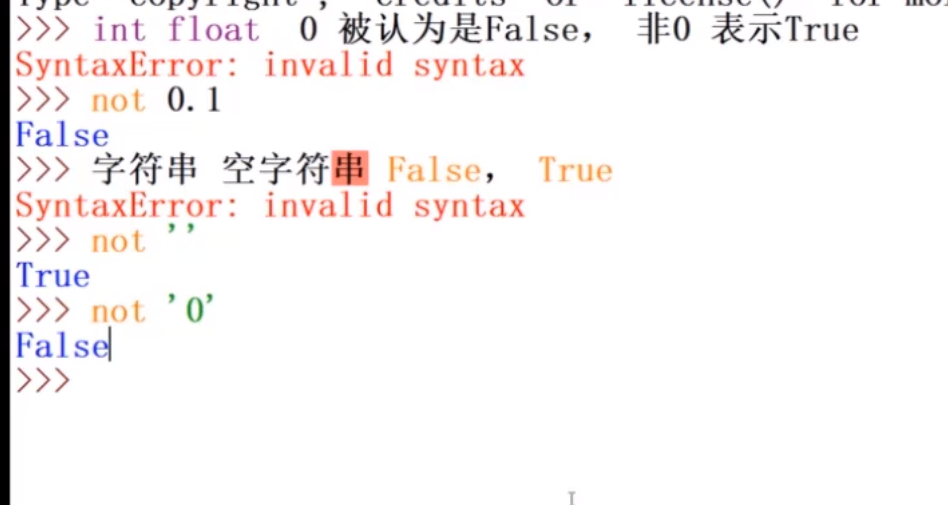 >>> int float 0 被认为是False， 非0 表示True
SyntaxError: invalid syntax
>>> not 0.1
False
>>> 字符串 空字符串 False， True
SyntaxError: invalid syntax
>>> not ''
True
>>> not '0'
False
>>>